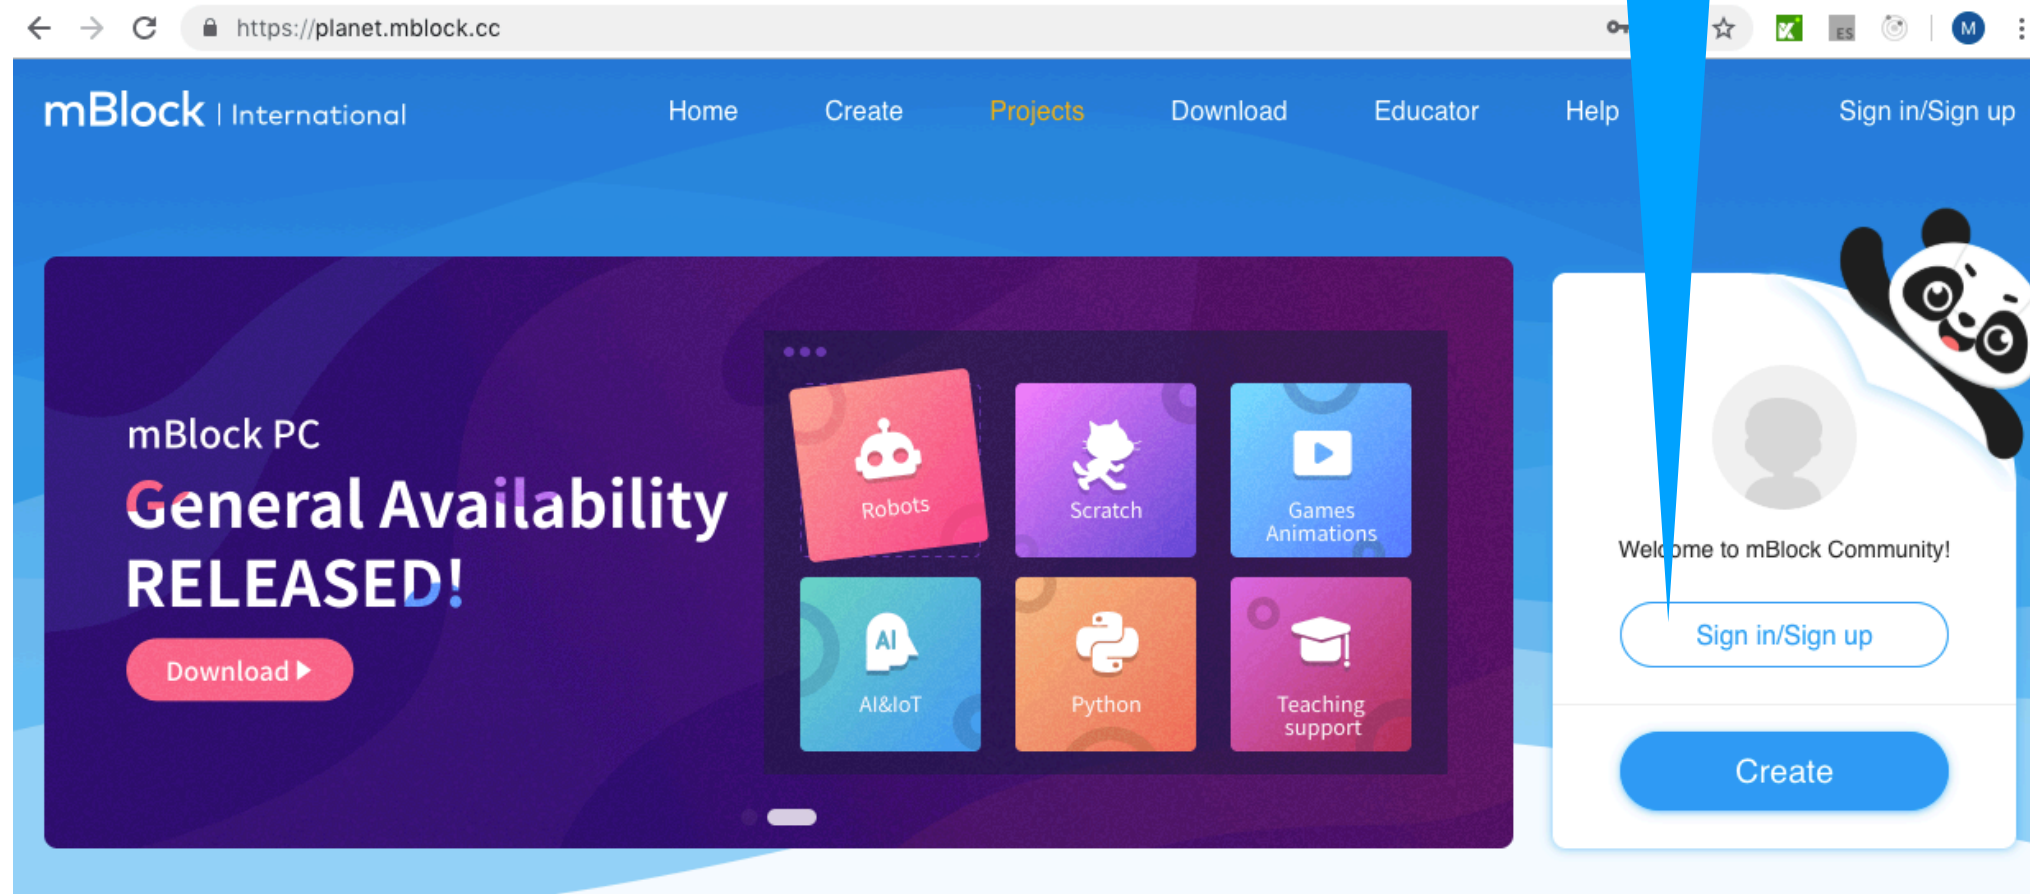 https://planet.mblock.cc
ES
M
mBlock | International
Home Create Projects Download Educator Help Sign in/Sign up
mBlock PC
General Availability
RELEASED!
Download
Robots
Scratch
Games
Animations
AI
AI&IoT
Python
Teaching
support
Welcome to mBlock Community!
Sign in/Sign up
Create